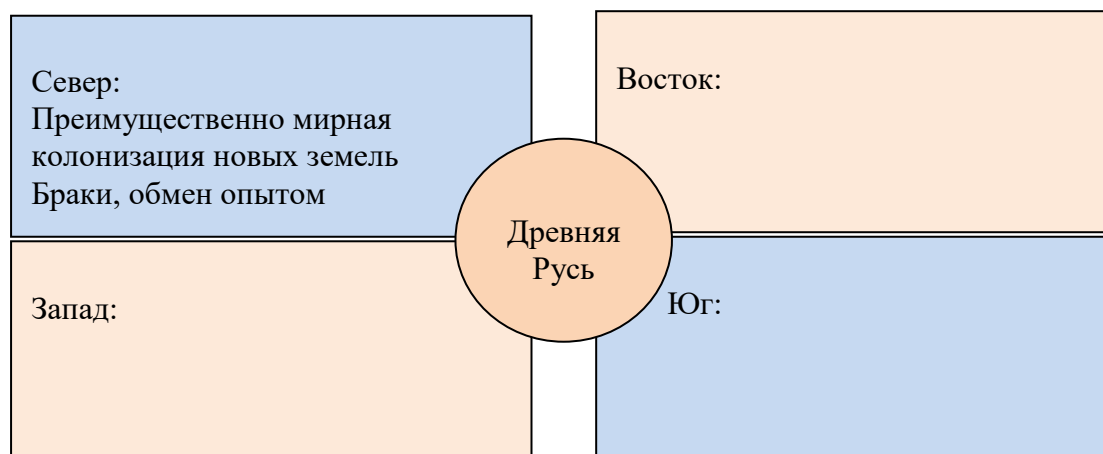 Север:
Преимущественно мирная
колонизация новых земель
Браки, обмен опытом
Восток:
Древняя
Русь
Запад:
Юг: